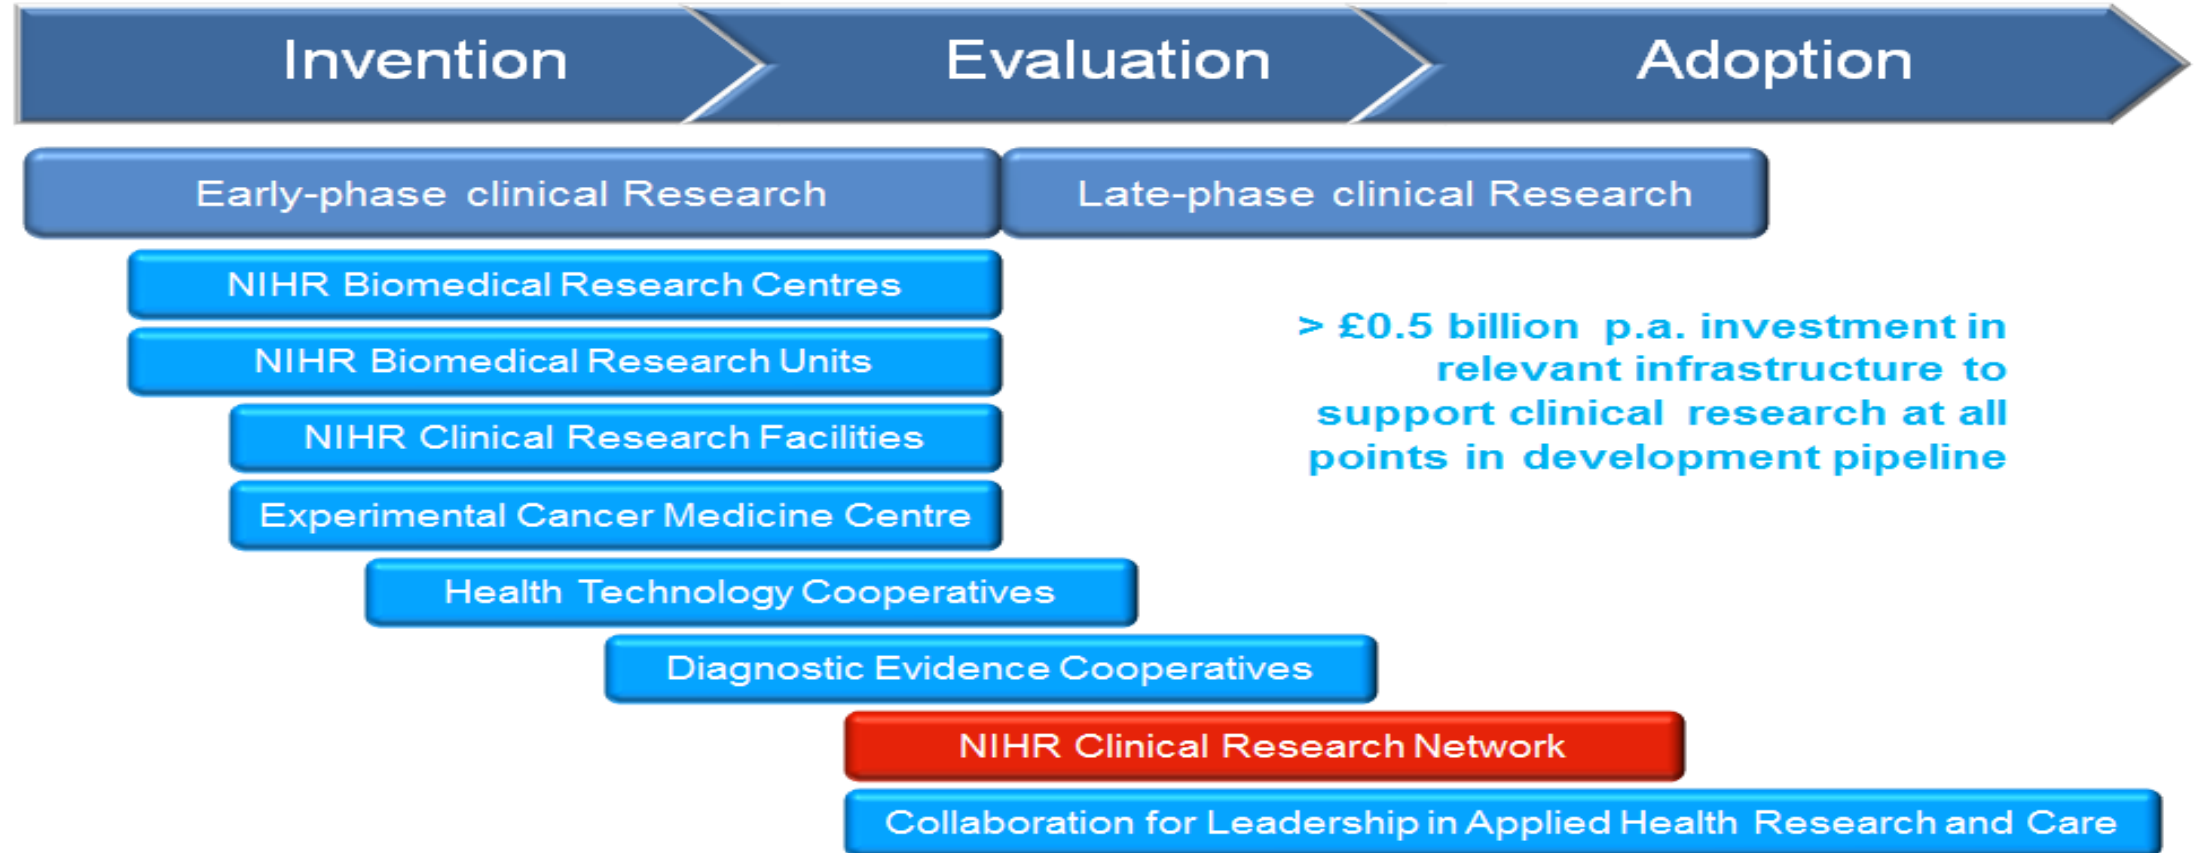 Invention
Evaluation
Adoption
Early-phase clinical Research
Late-phase clinical Research
NIHR Biomedical Research Centres
NIHR Biomedical Research Units
NIHR Clinical Research Facilities
Experimental Cancer Medicine Centre
> £0.5 billion p.a. investment in
relevant infrastructure to
support clinical research at all
points in development pipeline
Health Technology Cooperatives
Diagnostic Evidence Cooperatives
NIHR Clinical Research Network
Collaboration for Leadership in Applied Health Research and Care